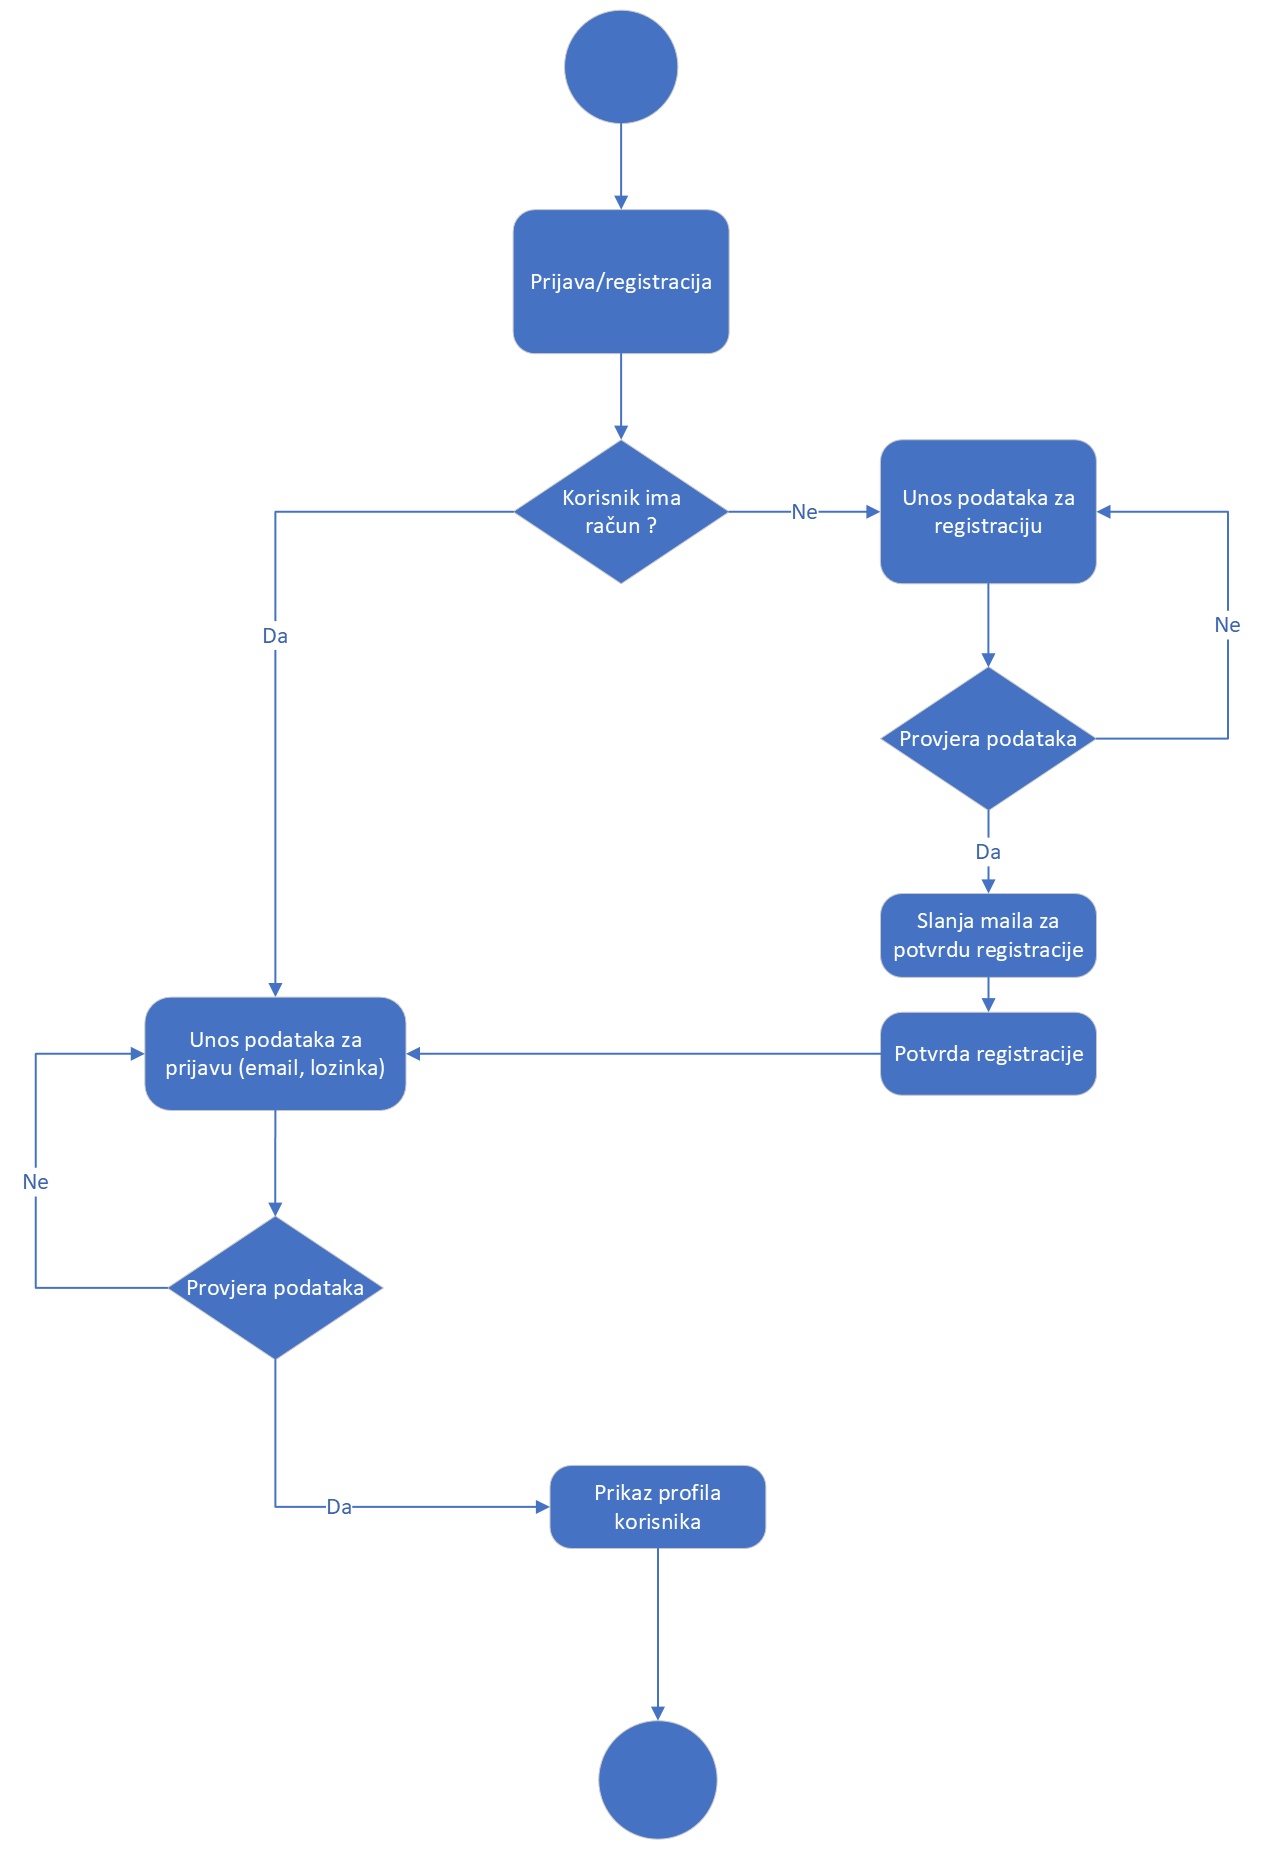 Prijava/registracija
Korisnik ima
račun ?
Ne
Unos podataka za
registraciju
Ne
Da
Provjera podataka
Da
Slanja maila za
potvrdu registracije
Unos podataka za
prijavu (email, lozinka)
Potvrda registracije
Ne
Provjera podataka
Da
Prikaz profila
korisnika